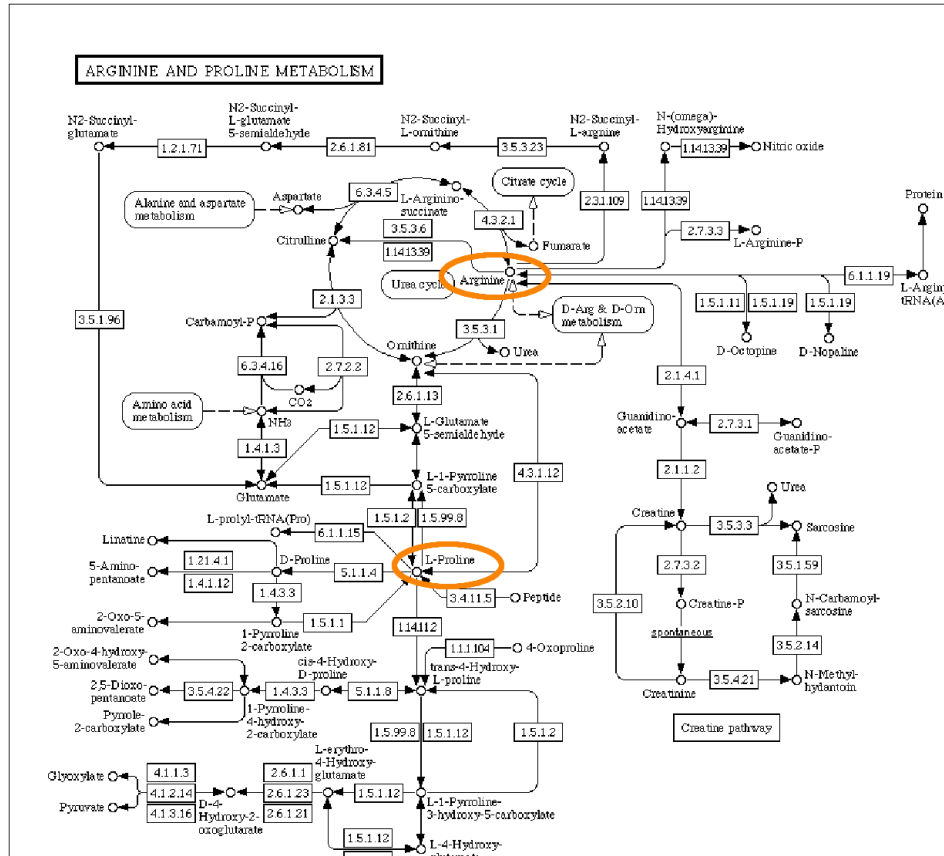 ARGININE AND PROLINE METABOLISM
N2-Succinyl-
glutamate
N2-Succinyl-
L-glutamate
5-semialdehyde
N2-Succinyl-
L-ornithine
N2-Succinyl
L-arginine
N-(omega)-
Hydroxyarginine
1.2.1.71
2.6.1.81
3.5.3.23
1.14.13.39
Nitric oxide
Alanine and aspartate
metabolism
Aspartate
6.3.4.5
L-Arginino-
succinate
Citrate cycle
2.3.1.109
1.14.13.39
Protein
Citrulline
3.5.3.6
1.14.13.39
4.3.2.1
Fumarate
2.7.3.3
L-Arginine-P
Urea cycle
Arginine
6.1.1.19
L-Arginy
tRNA(A
3.5.1.96
2.1.3.3
Carbamoyl-P
3.5.3.1
D-Arg & D-Orn
metabolism
1.5.1.11
1.5.1.19
1.5.1.19
Ornithine
Urea
D-Octopine
D-Nopaline
6.3.4.16
2.7.2.2
CO2
2.6.1.13
2.1.4.1
Amino acid
metabolism
NH3
L-Glutamate
5-semialdehyde
Guanidino-
acetate
2.7.3.1
Guanidino-
acetate-P
1.4.1.3
1.5.1.12
4.3.1.12
2.1.1.2
Glutamate
1.5.1.12
L-1-Pyrroline
5-carboxylate
Urea
L-prolyl-tRNA(Pro)
6.1.1.15
1.5.1.2
1.5.99.8
Creatine
3.5.3.3
Sarcosine
Linatine
D-Proline
L-Proline
5-Amino-
pentanoate
1.21.4.1
1.4.1.12
5.1.1.4
2.7.3.2
3.5.1.59
1.4.3.3
3.4.11.5
Peptide
3.5.2.10
Creatine-P
N-Carbamoyl-
sarcosine
2-Oxo-5-
aminovalerate
1-Pyrroline
2-carboxylate
1.5.1.1
1.14.11.2
spontaneous
3.5.2.14
2-Oxo-4-hydroxy-
5-aminovalerate
cis-4-Hydroxy-
D-proline
1.1.1.104
4-Oxoproline
trans-4-Hydroxy-
L-proline
2,5-Dioxo-
pentanoate
3.5.4.22
1.4.3.3
5.1.1.8
Creatinine
3.5.4.21
N-Methyl-
hydantoin
Pyrrole-
2-carboxylate
1-Pyrroline-
4-hydroxy-
2-carboxylate
1.5.99.8
1.5.1.12
1.5.1.2
Creatine pathway
L-erythro-
4-Hydroxy-
glutamate
Glyoxylate
4.1.1.3
4.1.2.14
4.1.3.16
2.6.1.1
2.6.1.23
2.6.1.21
1.5.1.12
Pyruvate
D-4-
Hydroxy-2-
oxoglutarate
L-1-Pyrroline-
3-hydroxy-5-carboxylate
1.5.1.12
L-4-Hydroxy-